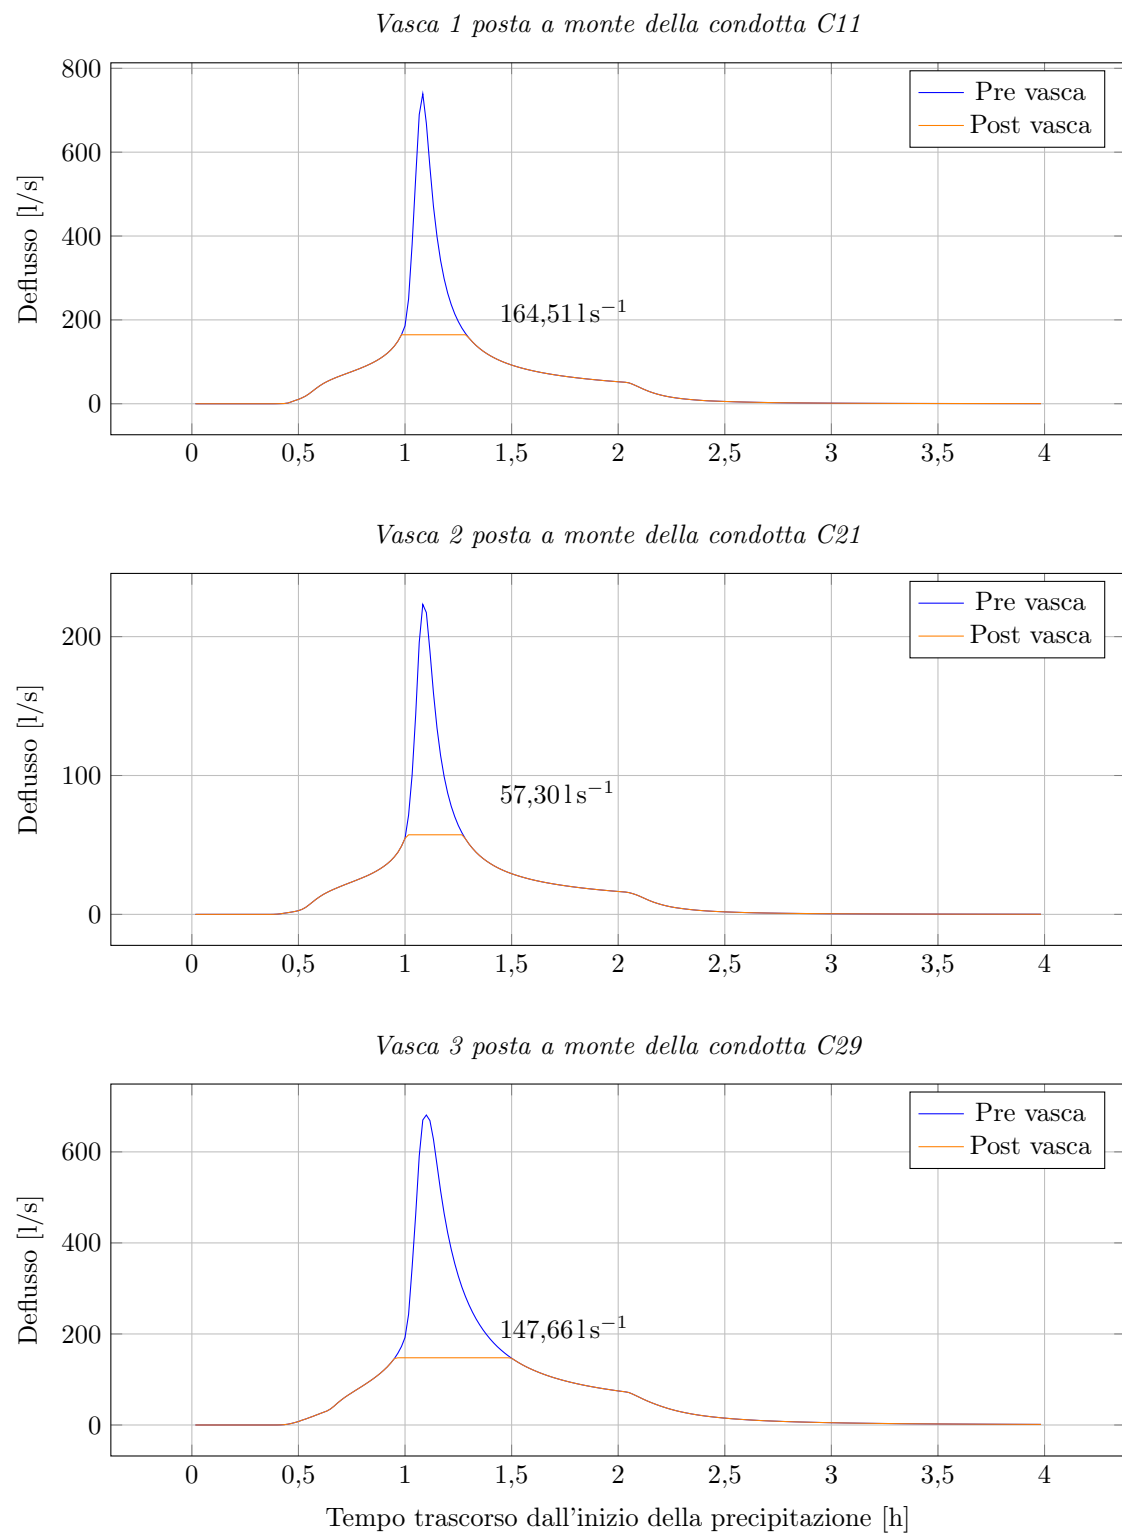 Vasca 1 posta a monte della condotta C11
Deflusso [l/s]
800
600
400
200
0
Pre vasca
Post vasca
164,51 l s⁻¹
0 0,5 1 1,5 2 2,5 3 3,5 4
Vasca 2 posta a monte della condotta C21
Deflusso [l/s]
200
100
0
Pre vasca
Post vasca
57,30 l s⁻¹
0 0,5 1 1,5 2 2,5 3 3,5 4
Vasca 3 posta a monte della condotta C29
Deflusso [l/s]
600
400
200
0
Pre vasca
Post vasca
147,66 l s⁻¹
0 0,5 1 1,5 2 2,5 3 3,5 4
Tempo trascorso dall'inizio della precipitazione [h]